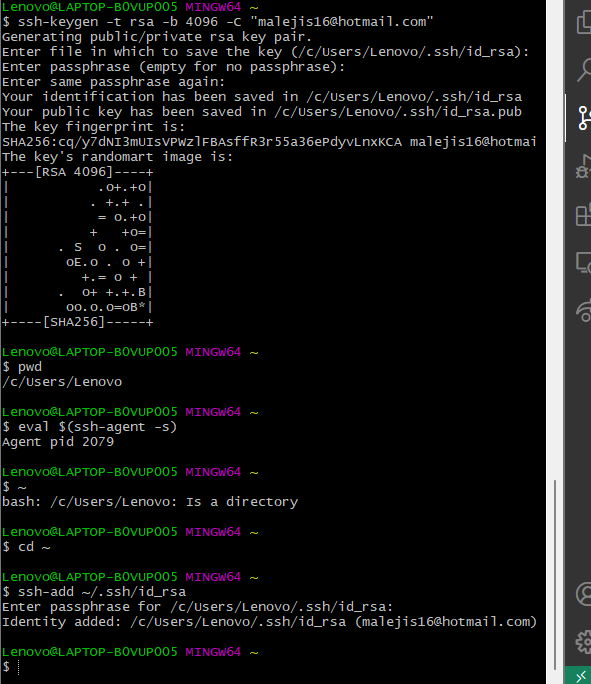 Lenovo@LAPTOP-B0VUP005 MINGW64 ~
$ ssh-keygen -t rsa -b 4096 -C "malejis16@hotmail.com"
Generating public/private rsa key pair.
Enter file in which to save the key (/c/Users/Lenovo/.ssh/id_rsa):
Enter passphrase (empty for no passphrase):
Enter same passphrase again:
Your identification has been saved in /c/Users/Lenovo/.ssh/id_rsa
Your public key has been saved in /c/Users/Lenovo/.ssh/id_rsa.pub
The key fingerprint is:
SHA256:cq/y7dNI3mUIsVPWzlFBAsffR3r55a36ePdyvLnxKCA malejis16@hotmai
The key's randomart image is:
+---[RSA 4096]----+
|           .o+.+o|
|          . +.+ .|
|           = o.+o|
|          +   +o=|
|      . S  o . o=|
|       oE.o . o +|
|         +.= o + |
|      .  o+ +.+.B|
|       oo.o.o=oB*|
+----[SHA256]-----+
Lenovo@LAPTOP-B0VUP005 MINGW64 ~
$ pwd
/c/Users/Lenovo
Lenovo@LAPTOP-B0VUP005 MINGW64 ~
$ eval $(ssh-agent -s)
Agent pid 2079
Lenovo@LAPTOP-B0VUP005 MINGW64 ~
$ ~
bash: /c/Users/Lenovo: Is a directory
Lenovo@LAPTOP-B0VUP005 MINGW64 ~
$ cd ~
Lenovo@LAPTOP-B0VUP005 MINGW64 ~
$ ssh-add ~/.ssh/id_rsa
Enter passphrase for /c/Users/Lenovo/.ssh/id_rsa:
Identity added: /c/Users/Lenovo/.ssh/id_rsa (malejis16@hotmail.com)
Lenovo@LAPTOP-B0VUP005 MINGW64 ~
$